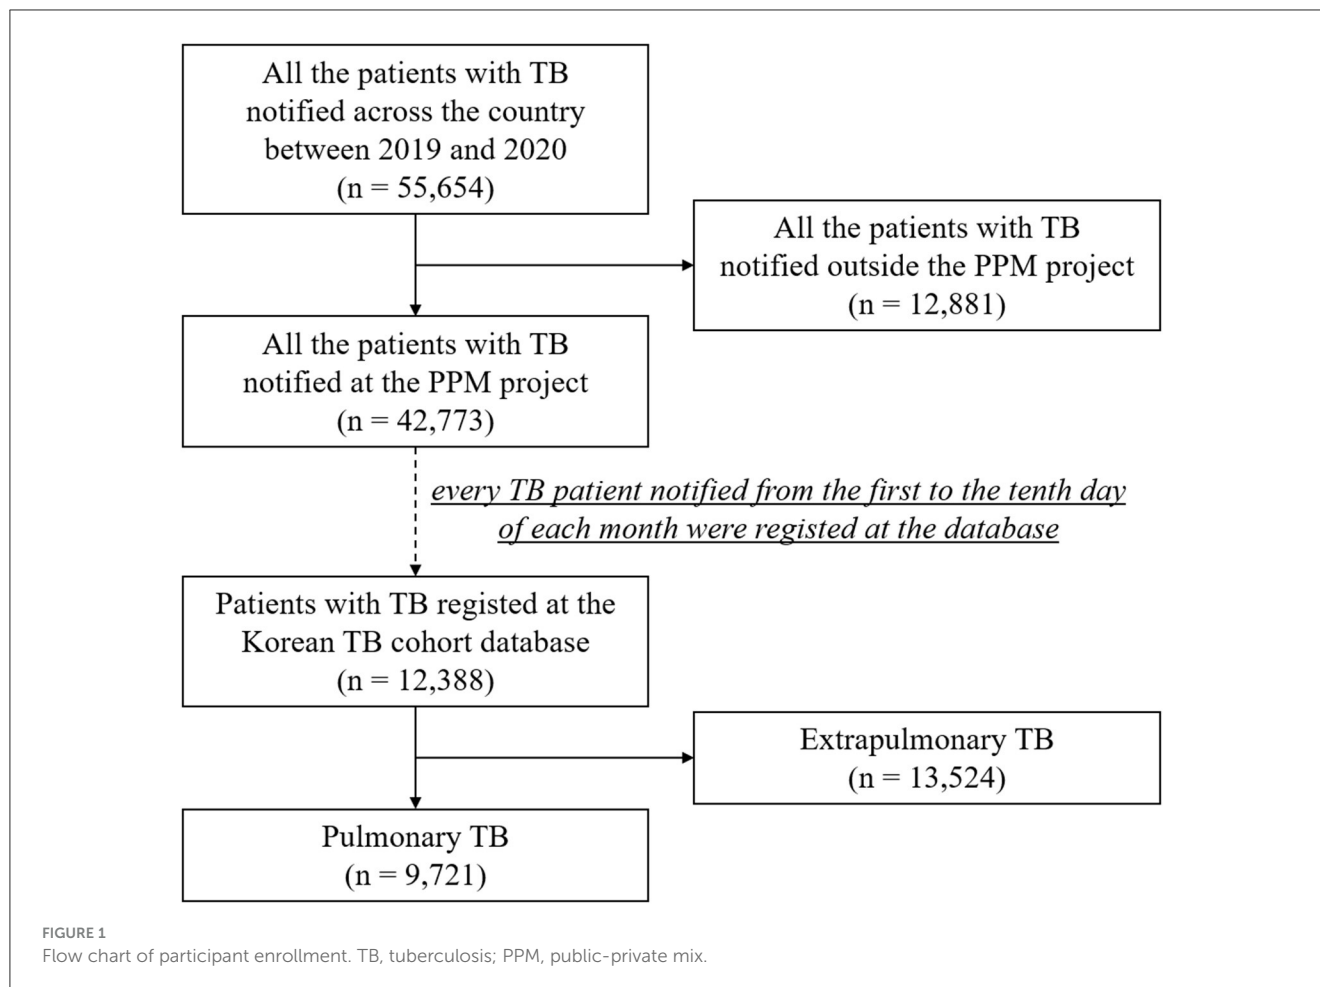 All the patients with TB
notified across the country
between 2019 and 2020
(n = 55,654)
All the patients with TB
notified outside the PPM project
(n = 12,881)
All the patients with TB
notified at the PPM project
(n = 42,773)
every TB patient notified from the first to the tenth day
of each month were registed at the database
Patients with TB registed at the
Korean TB cohort database
(n = 12,388)
Extrapulmonary TB
(n = 13,524)
Pulmonary TB
(n = 9,721)
FIGURE 1
Flow chart of participant enrollment. TB, tuberculosis; PPM, public-private mix.